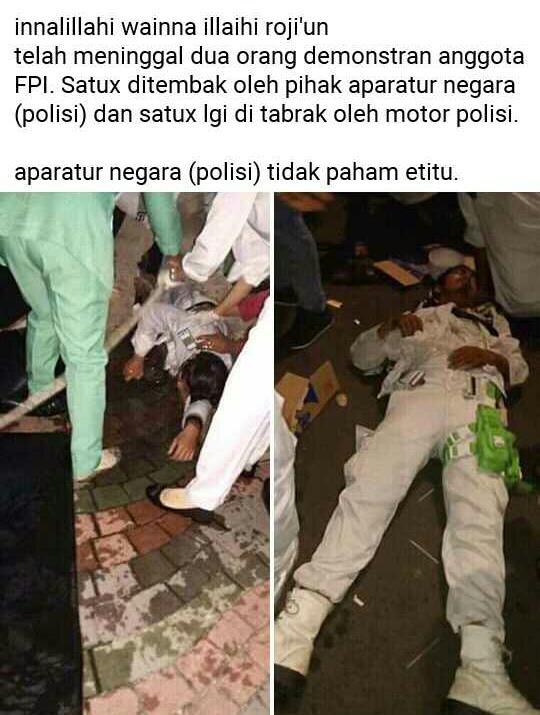 innalillahi wainna illaihi roji'un
telah meninggal dua orang demonstran anggota
FPI. Satux ditembak oleh pihak aparatur negara
(polisi) dan satux lgi di tabrak oleh motor polisi.
aparatur negara (polisi) tidak paham etitu.